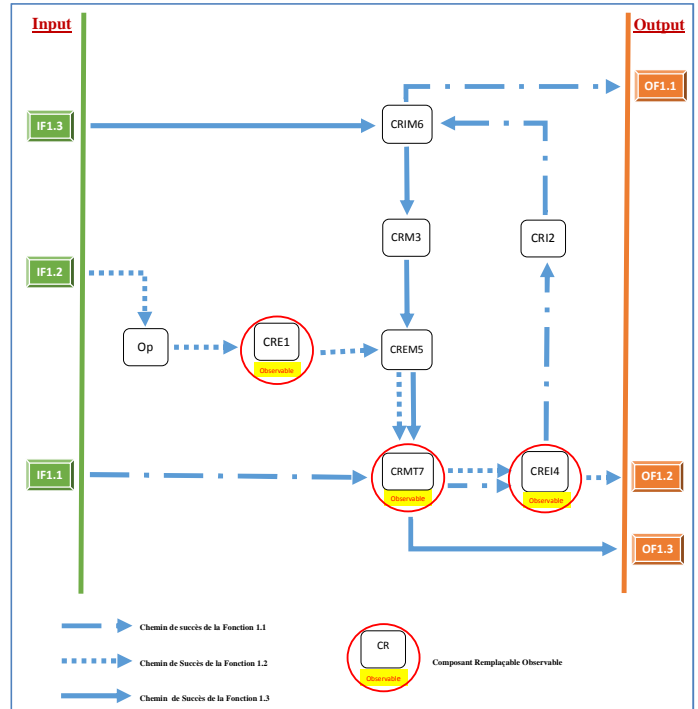 Input
Output
OF1.1
IF1.3
CRIM6
CRM3
CRI2
IF1.2
Op
CRE1
Observable
CREM5
IF1.1
CRMT7
Observable
CREI4
Observable
OF1.2
OF1.3
Chemin de succès de la Fonction 1.1
Chemin de Succès de la Fonction 1.2
Chemin de Succès de la Fonction 1.3
CR
Observable
Composant Remplaçable Observable